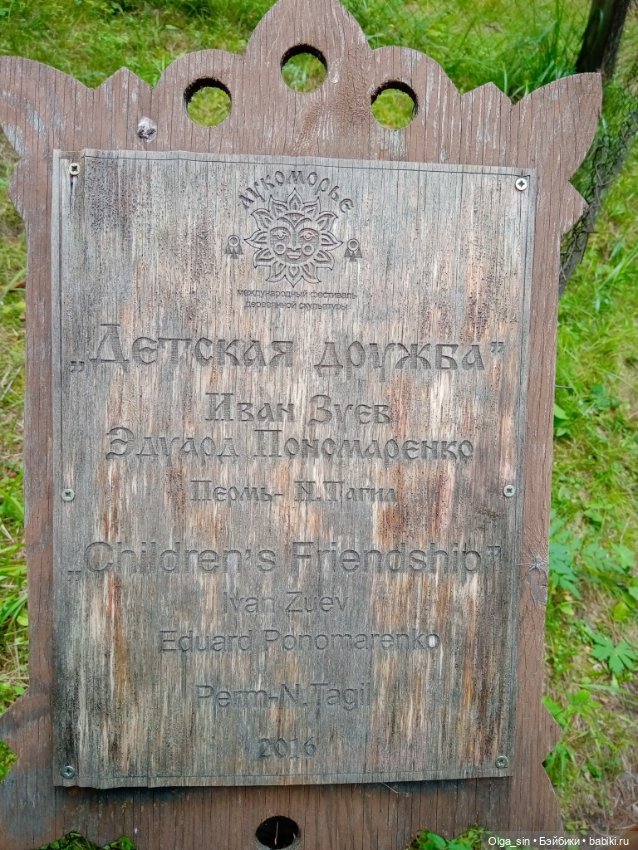 Лукоморье
международный фестиваль
деревянной скульптуры
„Детская дружба”
Иван Зуев
Эдуард Пономаренко
Пермь- Н.Тагил
„Children's Friendship”
Ivan Zuev
Eduard Ponomarenko
Perm-N.Tagil
2016
Olga_sin • Бэйбики • babiki.ru